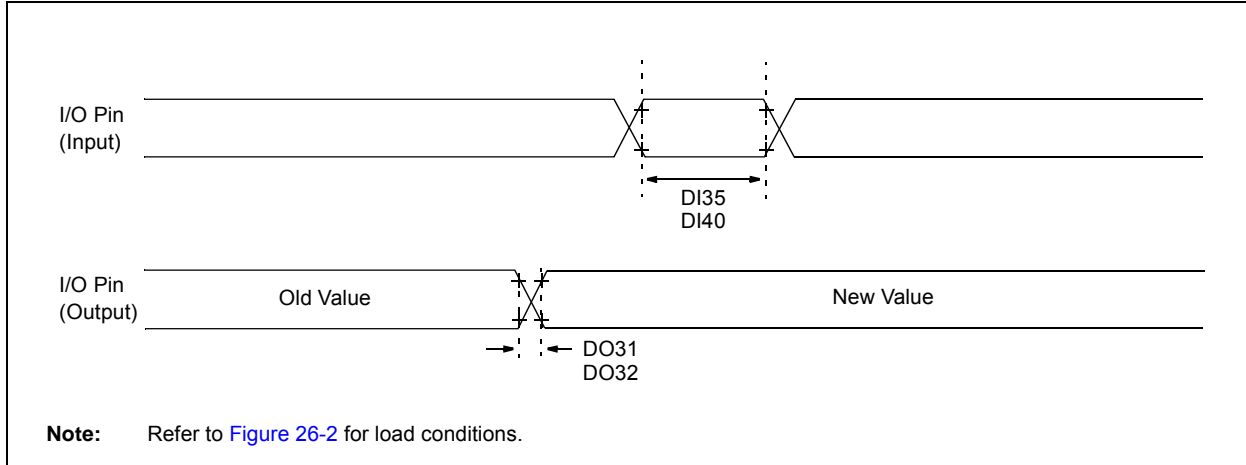 I/O Pin
(Input)
DI35
DI40
I/O Pin
(Output)
Old Value
New Value
DO31
DO32
Note: Refer to Figure 26-2 for load conditions.